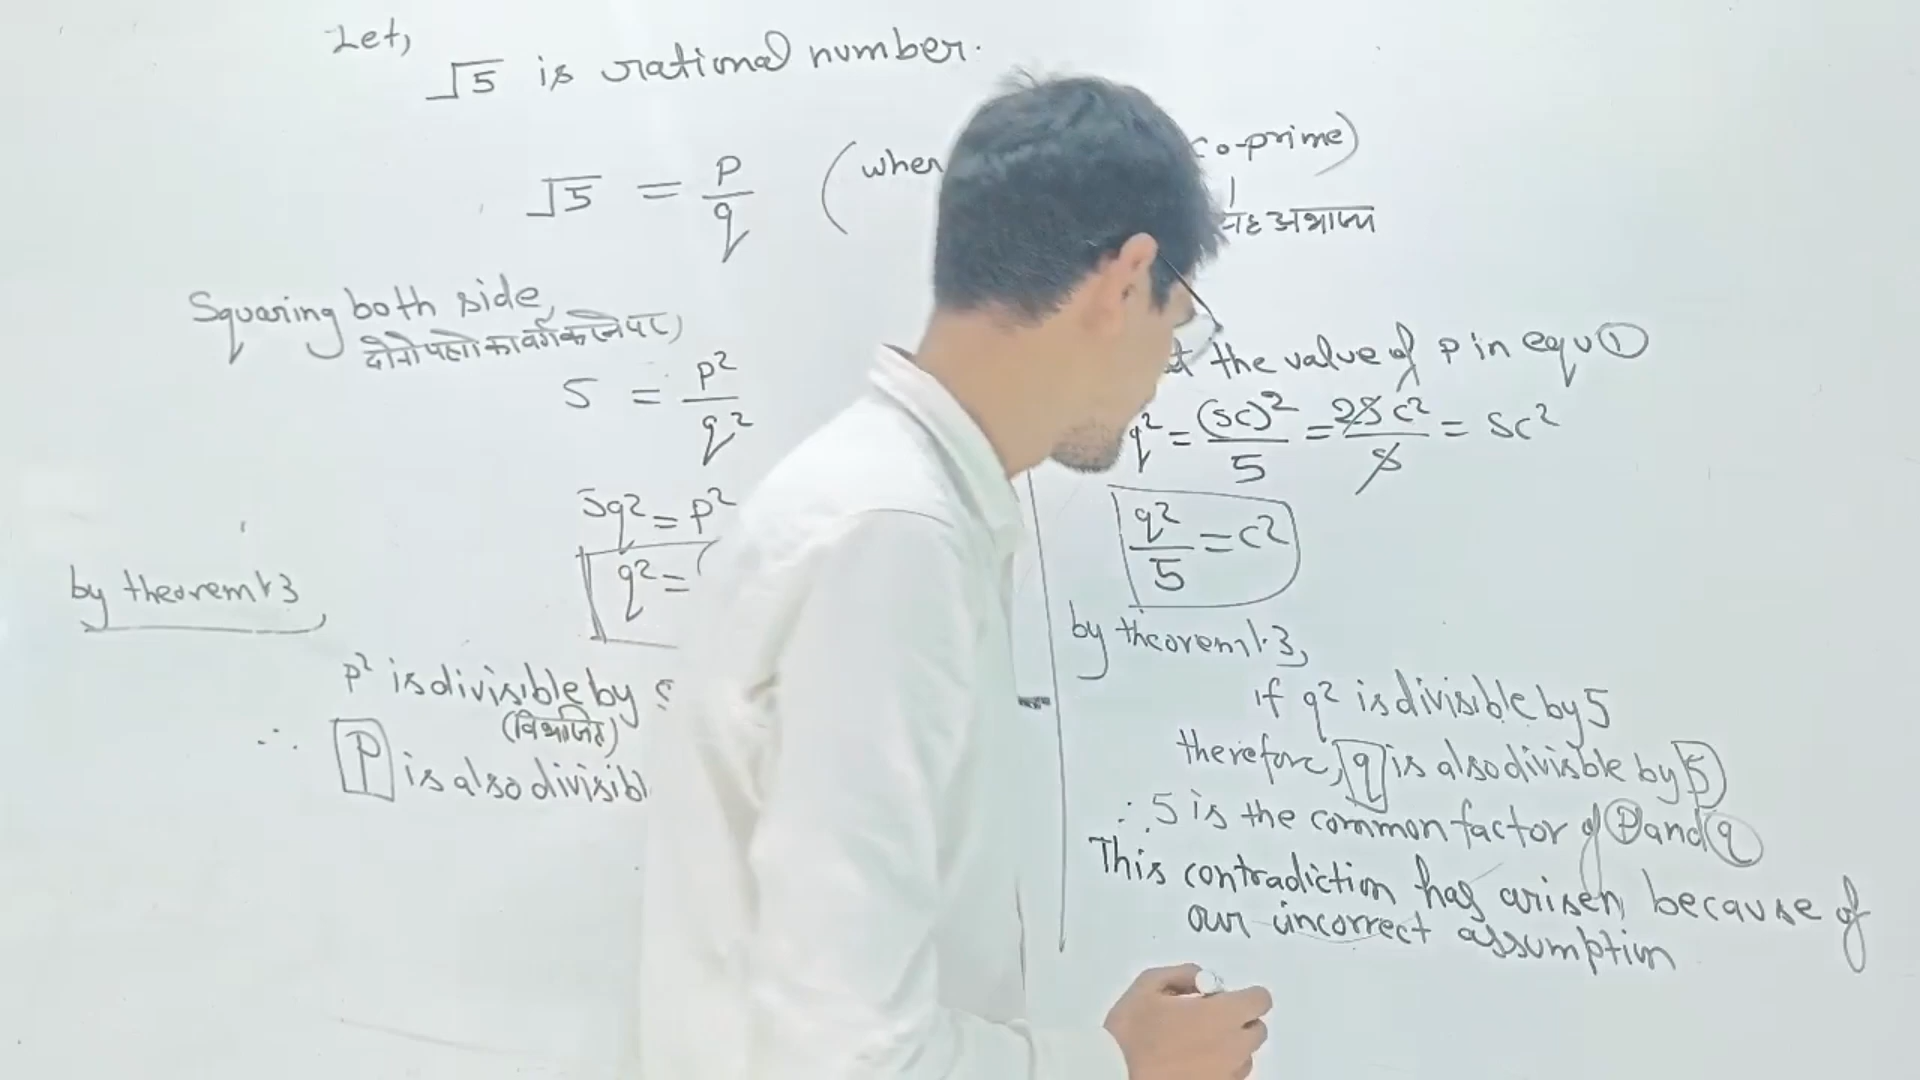 Let,
√5 is rational number.
√5 = p/q (when
co-prime)
सह अभाज्य
Squaring both side,
दोनो पक्षो का वर्ग करने पर)
5 = p²/q²
5q² = p²
q² =
by theorem 1.3
p² is divisible by 5
(विभाजित)
∴ P is also divisibl
the value of p in equ ①
q² = (5c)²/5 = 25c²/5 = 5c²
q²/5 = c²
by theorem 1.3,
if q² is divisible by 5
therefore, q is also divisible by 5
∴ 5 is the common factor of p and q
This contradiction has arisen, because of
our incorrect assumption